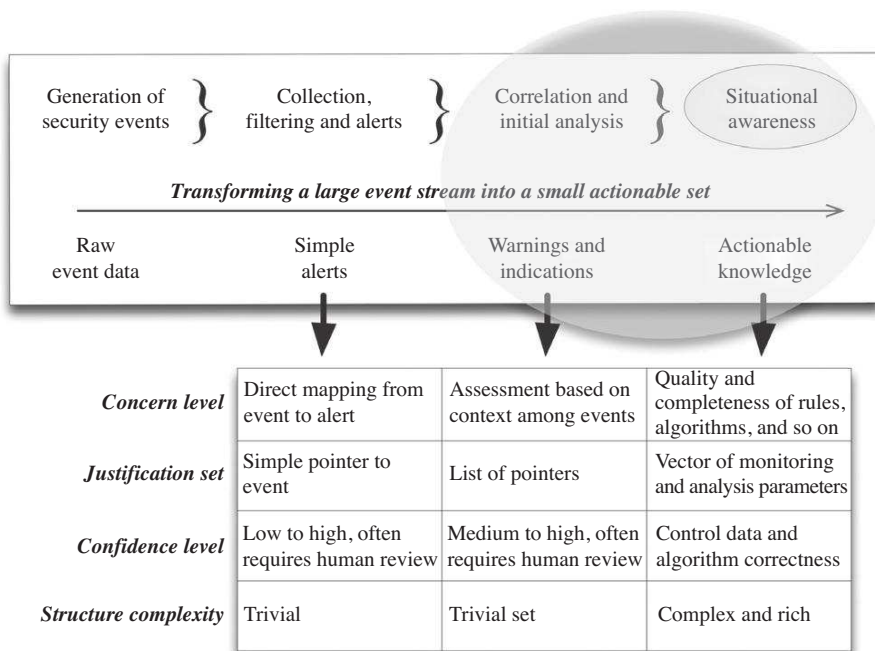 Generation of
security events
Collection,
filtering and alerts
Correlation and
initial analysis
Situational
awareness
Transforming a large event stream into a small actionable set
Raw
event data
Simple
alerts
Warnings and
indications
Actionable
knowledge
Concern level
Direct mapping from
event to alert
Assessment based on
context among events
Quality and
completeness of rules,
algorithms, and so on
Justification set
Simple pointer to
event
List of pointers
Vector of monitoring
and analysis parameters
Confidence level
Low to high, often
requires human review
Medium to high, often
requires human review
Control data and
algorithm correctness
Structure complexity
Trivial
Trivial set
Complex and rich